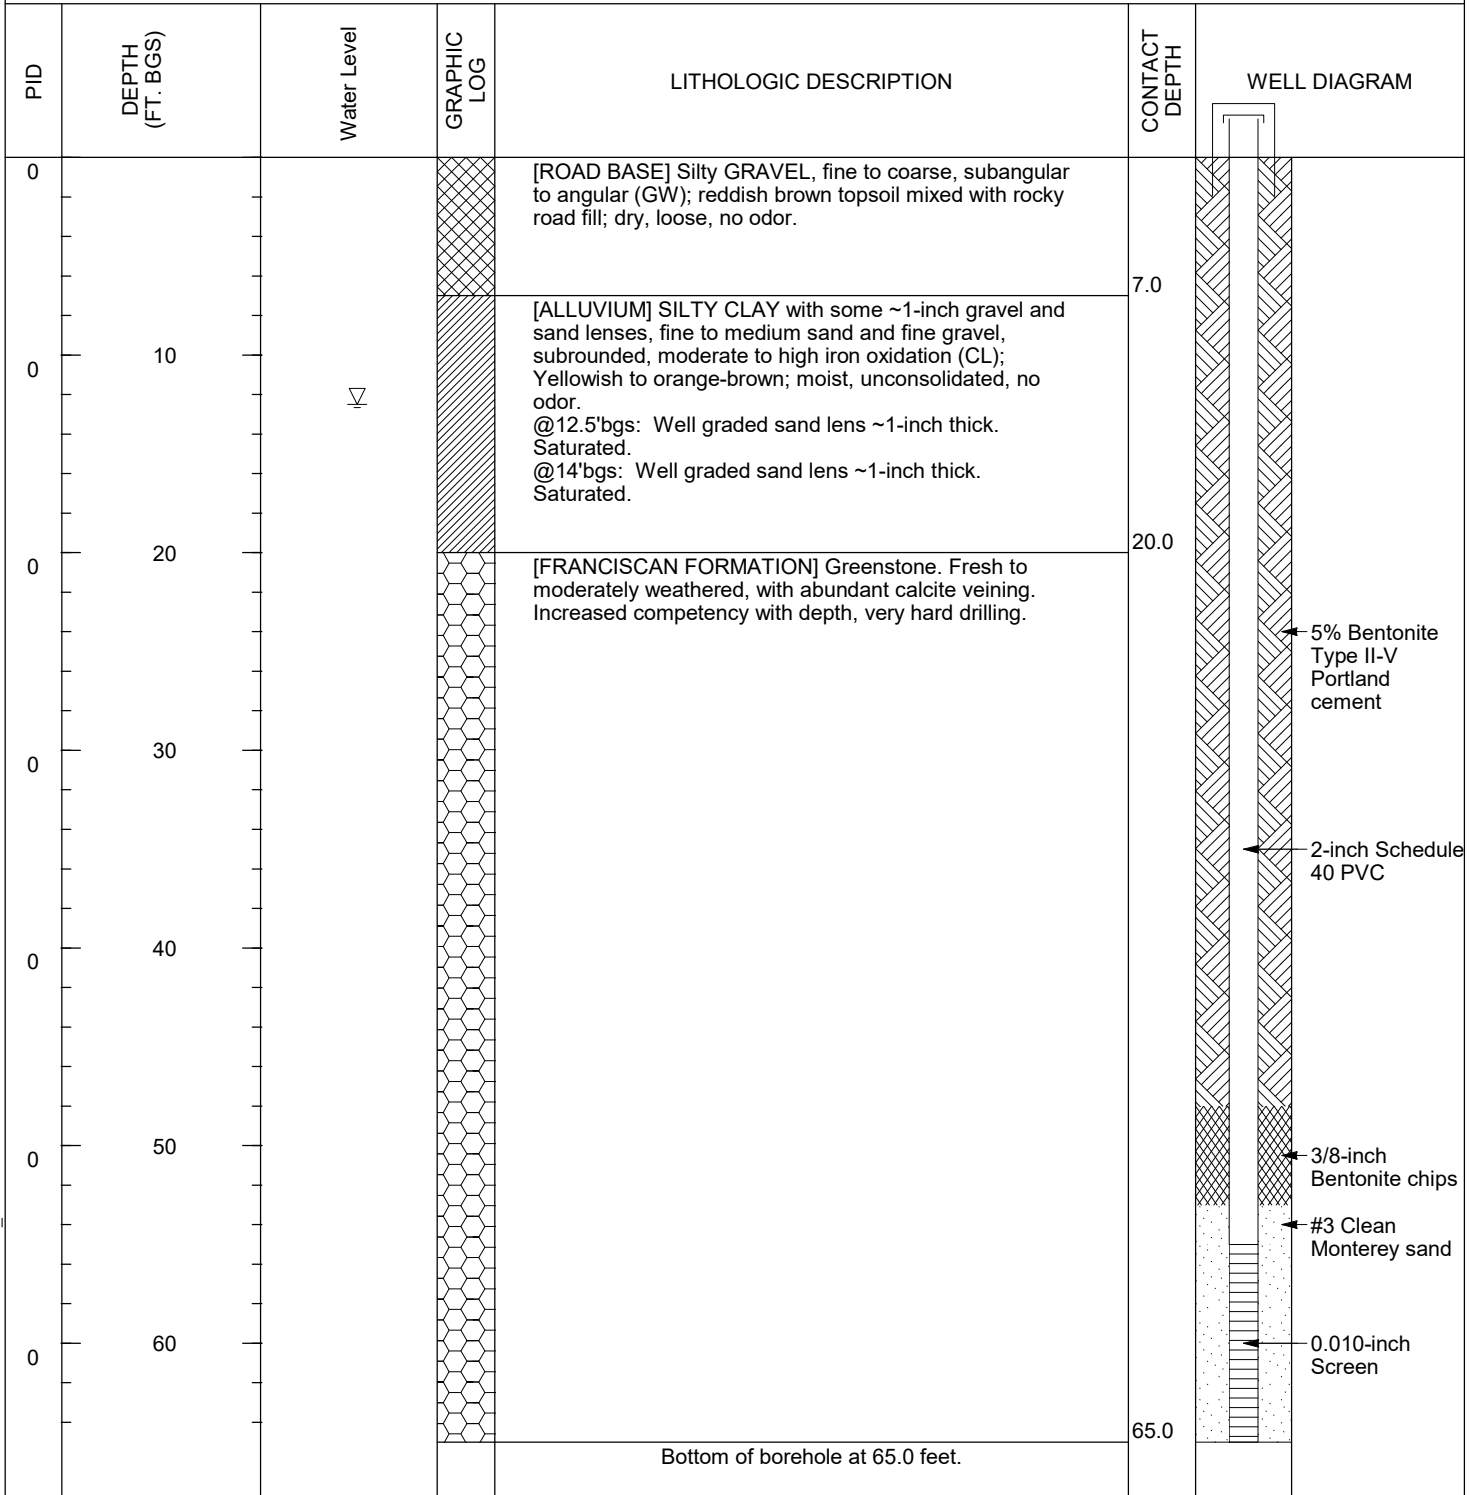 PID
DEPTH
(FT. BGS)
Water Level
GRAPHIC
LOG
LITHOLOGIC DESCRIPTION
CONTACT
DEPTH
WELL DIAGRAM
0
[ROAD BASE] Silty GRAVEL, fine to coarse, subangular
to angular (GW); reddish brown topsoil mixed with rocky
road fill; dry, loose, no odor.
7.0
[ALLUVIUM] SILTY CLAY with some ~1-inch gravel and
sand lenses, fine to medium sand and fine gravel,
subrounded, moderate to high iron oxidation (CL);
Yellowish to orange-brown; moist, unconsolidated, no
odor.
@12.5'bgs:  Well graded sand lens ~1-inch thick.
Saturated.
@14'bgs:  Well graded sand lens ~1-inch thick.
Saturated.
10
0
20.0
20
0
[FRANCISCAN FORMATION] Greenstone. Fresh to
moderately weathered, with abundant calcite veining.
Increased competency with depth, very hard drilling.
5% Bentonite
Type II-V
Portland
cement
30
0
2-inch Schedule
40 PVC
40
0
50
0
3/8-inch
Bentonite chips
#3 Clean
Monterey sand
60
0
0.010-inch
Screen
65.0
Bottom of borehole at 65.0 feet.